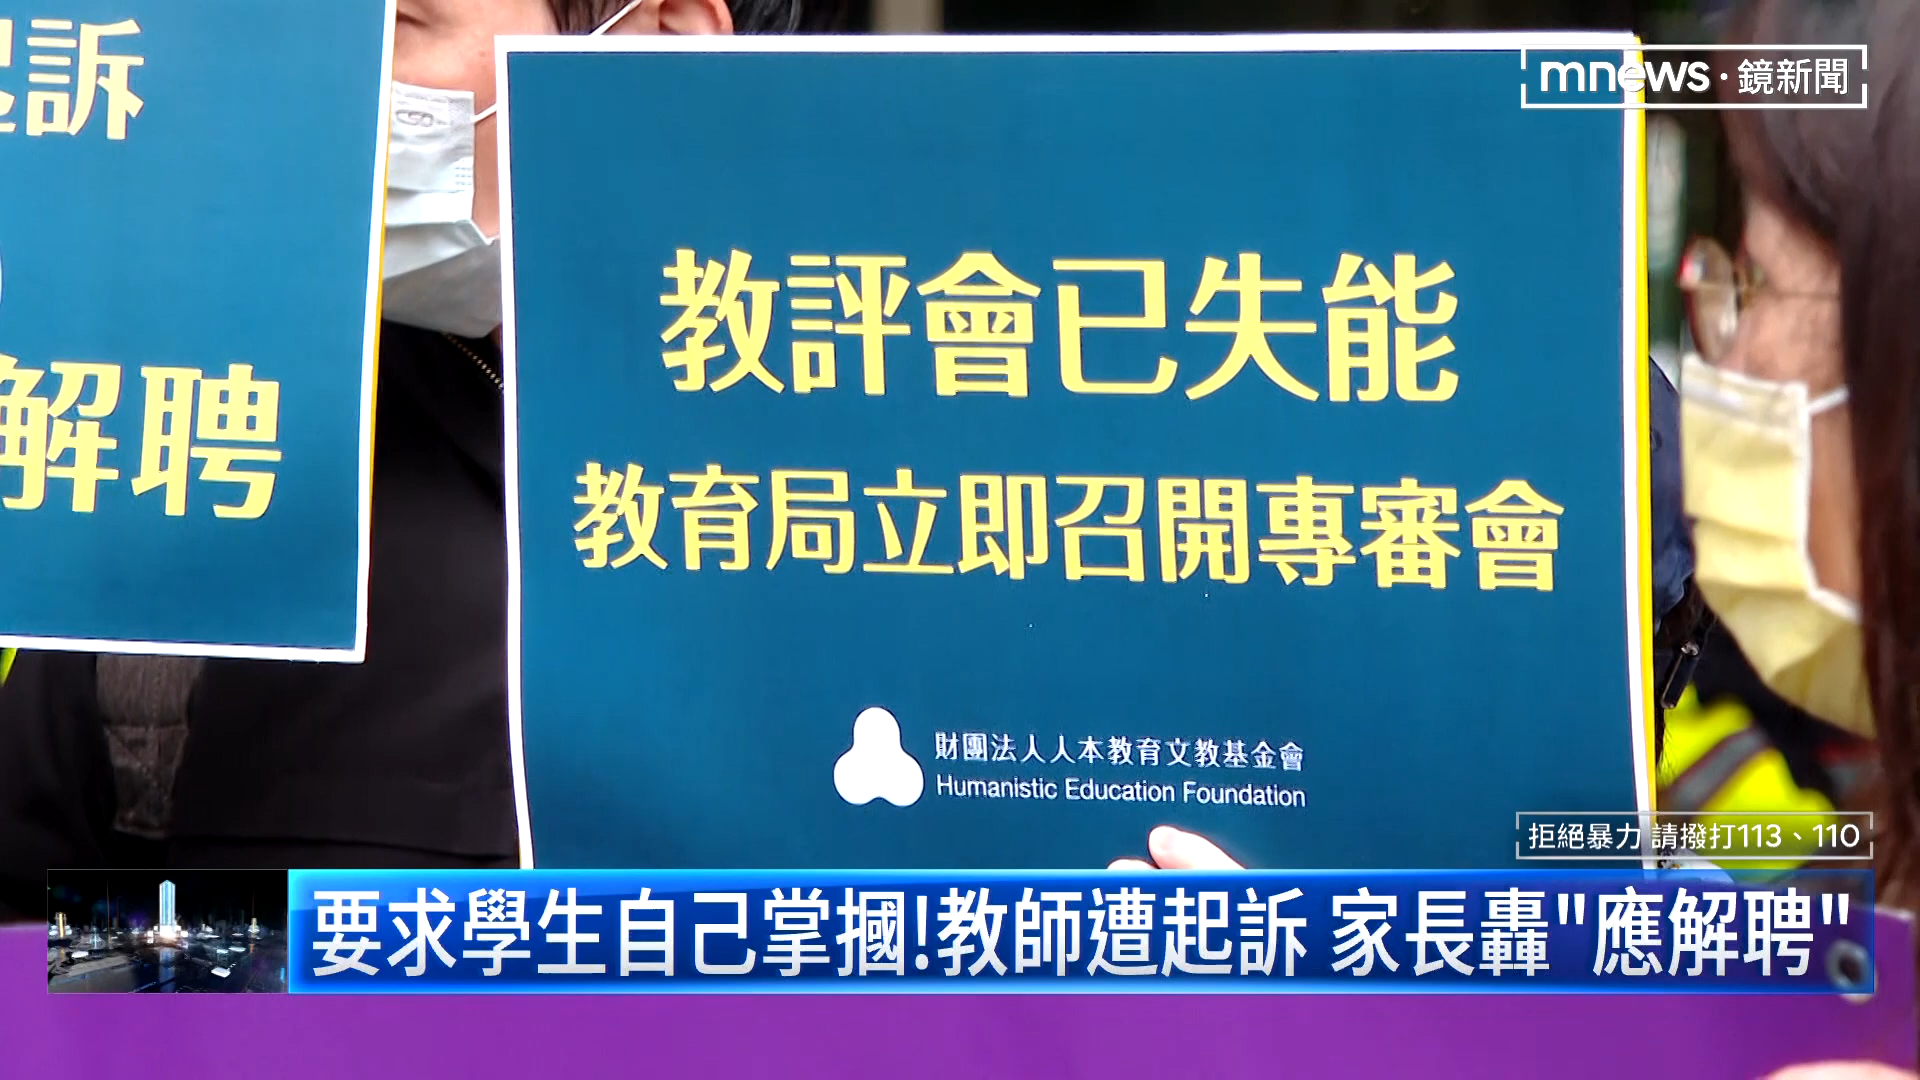 mnews·鏡新聞
起訴
解聘
教評會已失能
教育局立即召開專審會
財團法人人本教育文教基金會
Humanistic Education Foundation
拒絕暴力 請撥打113、110
要求學生自己掌摑!教師遭起訴 家長轟"應解聘"